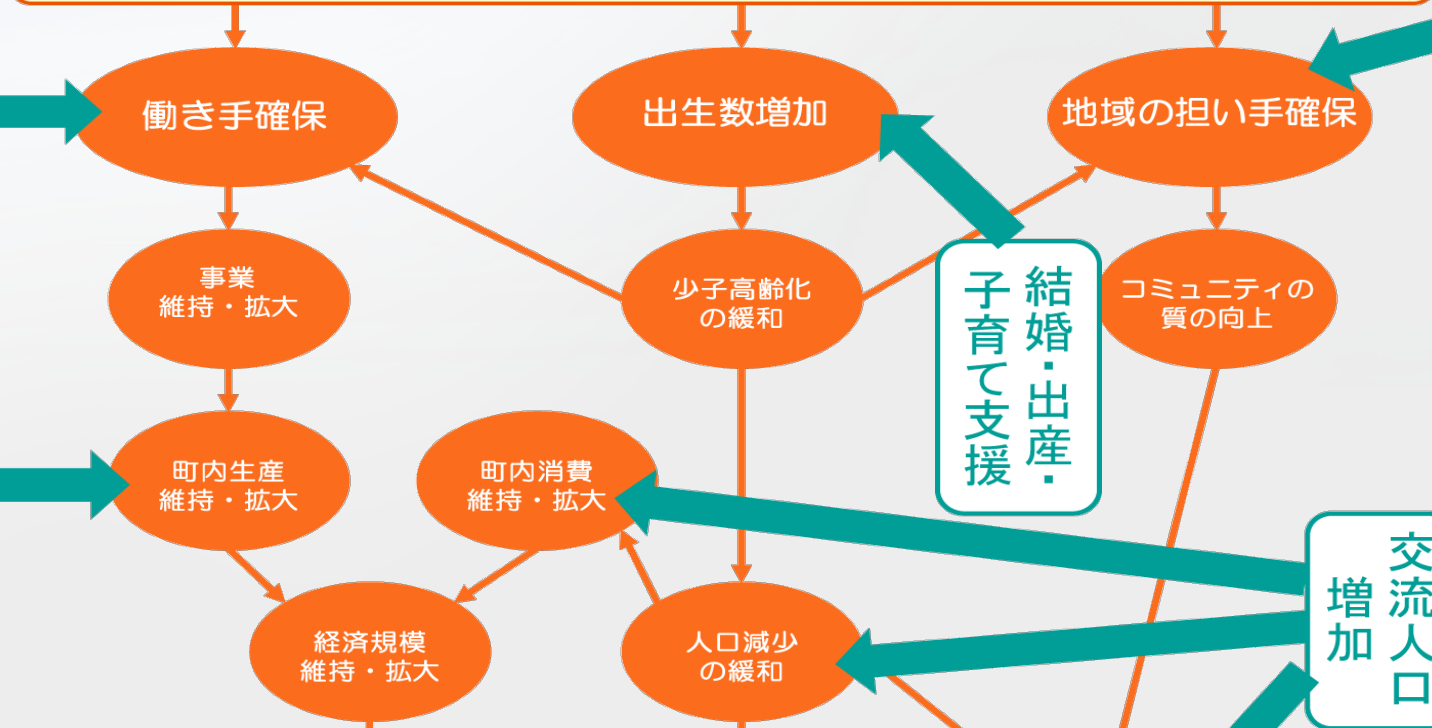 働き手確保
出生数増加
地域の担い手確保
事業
維持・拡大
少子高齢化
の緩和
結婚・出産・
子育て支援
コミュニティの
質の向上
町内生産
維持・拡大
町内消費
維持・拡大
交流人口
増加
経済規模
維持・拡大
人口減少
の緩和